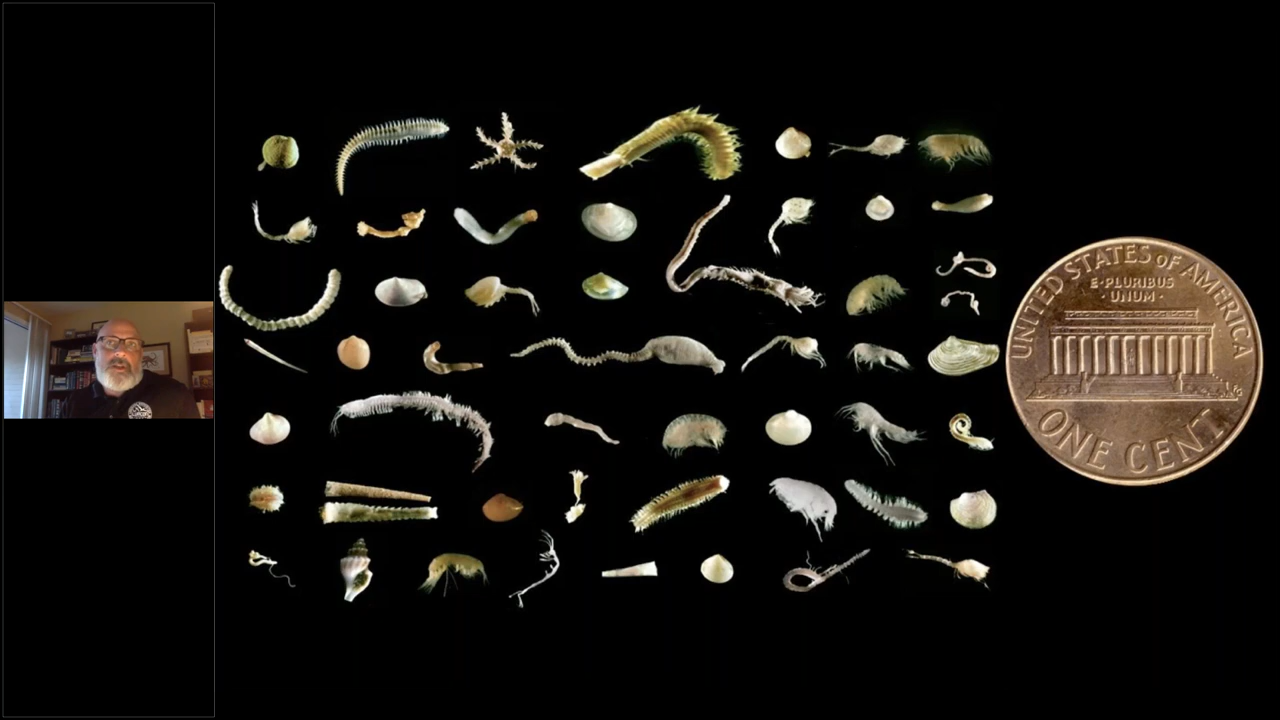 UNITED STATES OF AMERICA
E·PLURIBUS
·UNUM·
ONE CENT